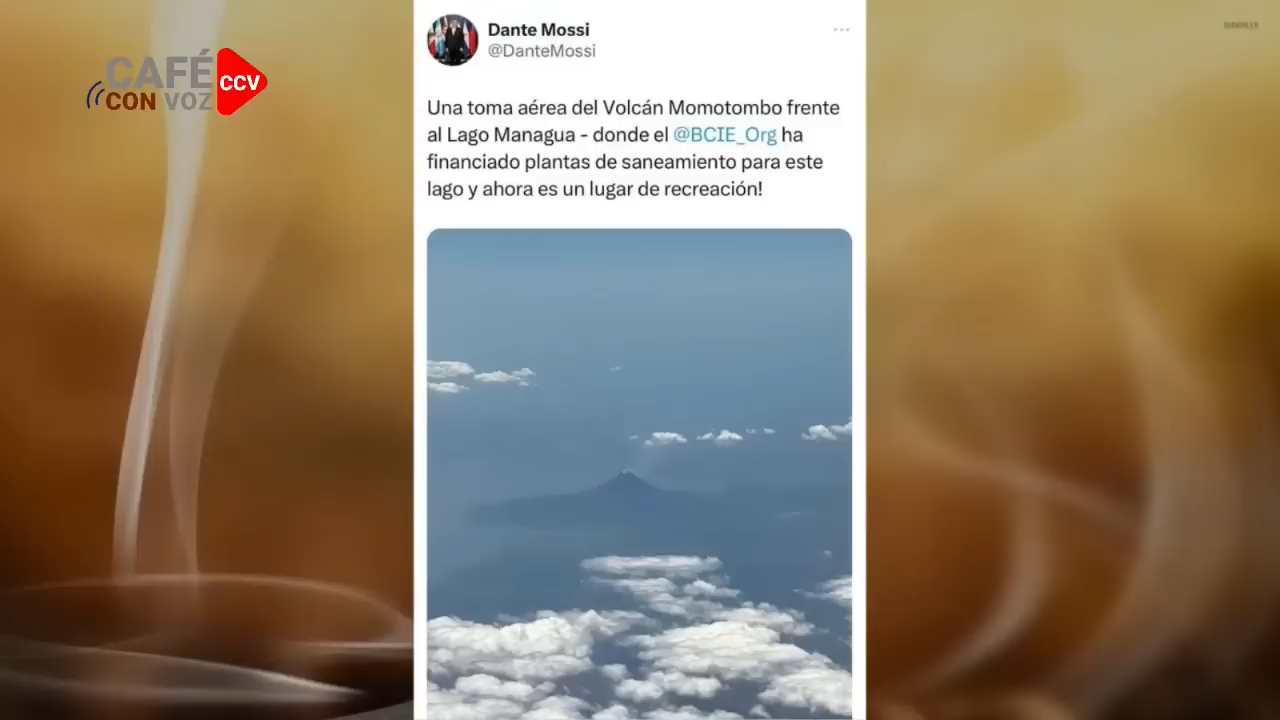 CAFÉ
CON VOZ
CCV
Dante Mossi
@DanteMossi
Una toma aérea del Volcán Momotombo frente
al Lago Managua - donde el @BCIE_Org ha
financiado plantas de saneamiento para este
lago y ahora es un lugar de recreación!